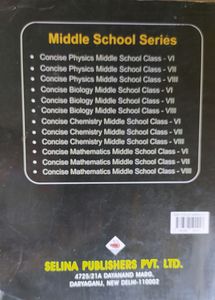 Middle School Series
• Concise Physics Middle School Class - VI
• Concise Physics Middle School Class - VII
• Concise Physics Middle School Class - VIII
• Concise Biology Middle School Class - VI
• Concise Biology Middle School Class - VII
• Concise Biology Middle School Class - VIII
• Concise Chemistry Middle School Class - VI
• Concise Chemistry Middle School Class - VII
• Concise Chemistry Middle School Class - VIII
• Concise Mathematics Middle School Class - VI
• Concise Mathematics Middle School Class - VII
• Concise Mathematics Middle School Class - VIII
SELINA PUBLISHERS PVT. LTD.
4725/21A DAYANAND MARG,
DARYAGANJ, NEW DELHI-110002